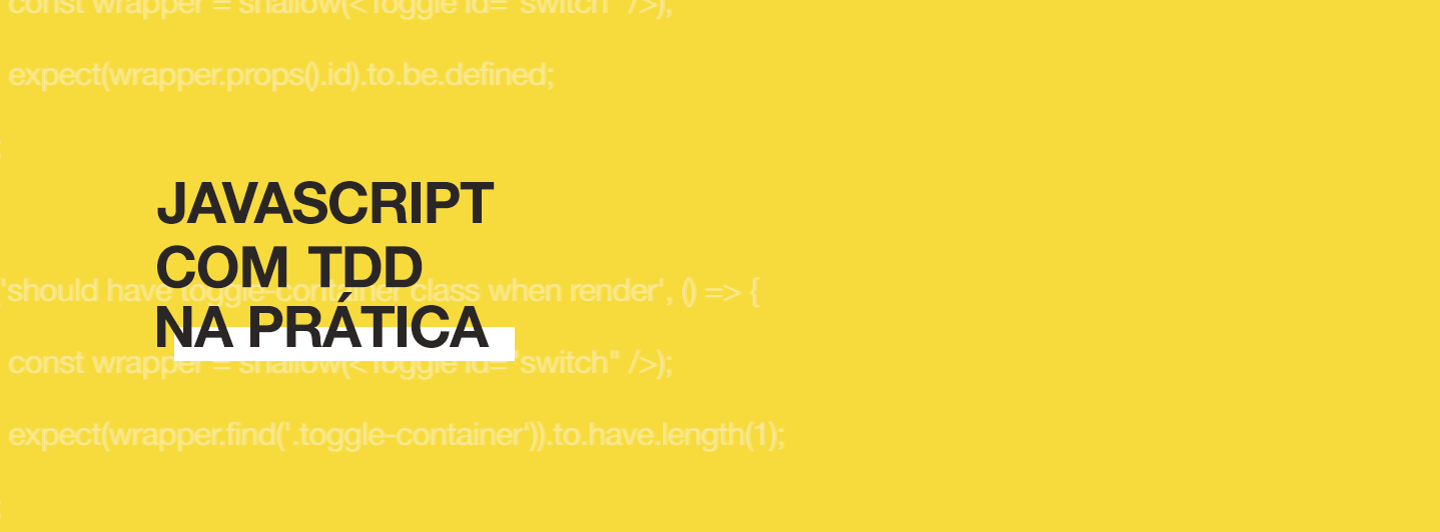 const wrapper = shallow(<Toggle id="switch" />);
expect(wrapper.props().id).to.be.defined;
JAVASCRIPT
COM TDD
NA PRÁTICA
'should have toggle-container class when render', () => {
const wrapper = shallow(<Toggle id="switch" />);
expect(wrapper.find('.toggle-container')).to.have.length(1);